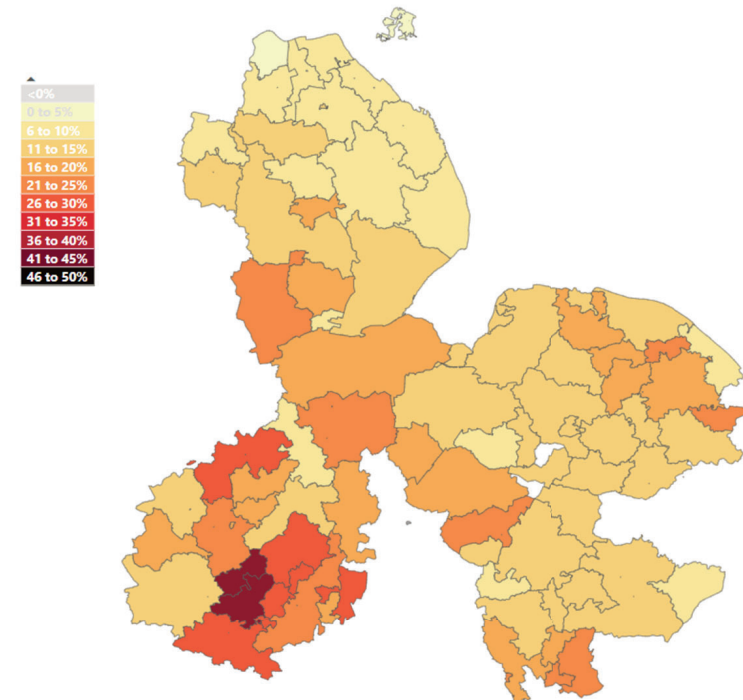 <0%
0 to 5%
6 to 10%
11 to 15%
16 to 20%
21 to 25%
26 to 30%
31 to 35%
36 to 40%
41 to 45%
46 to 50%